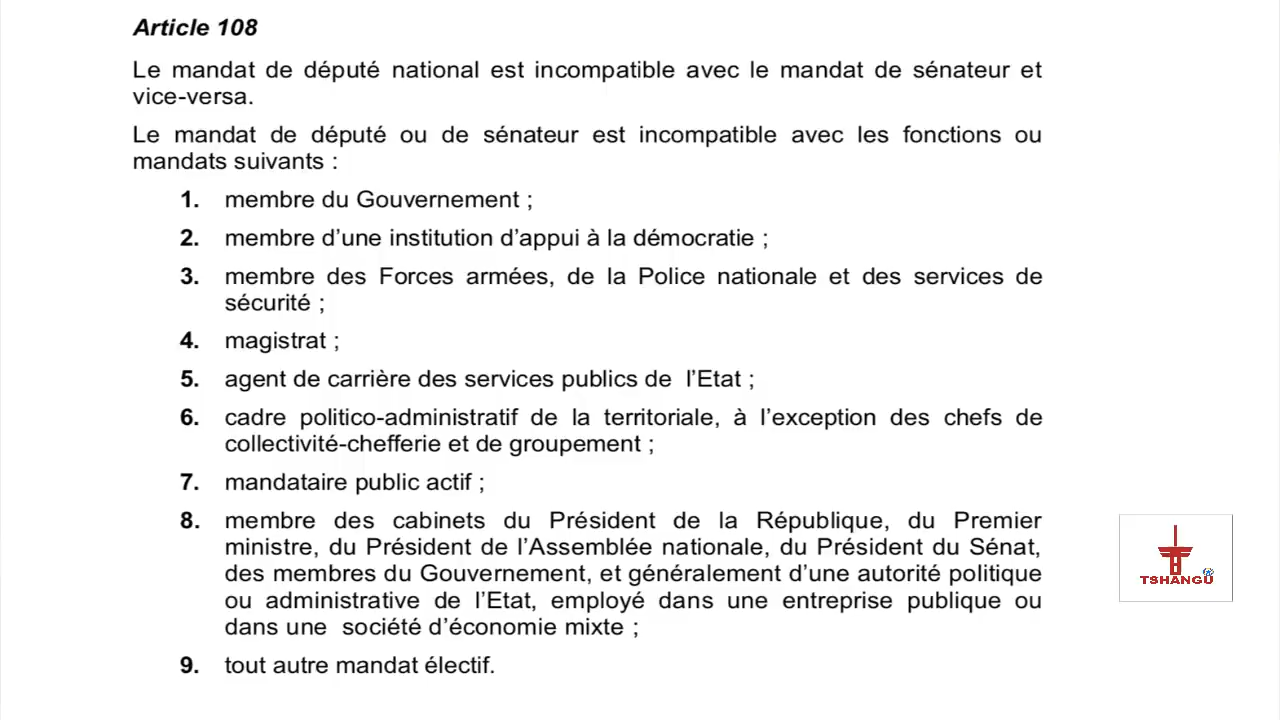 Article 108
Le mandat de député national est incompatible avec le mandat de sénateur et
vice-versa.
Le mandat de député ou de sénateur est incompatible avec les fonctions ou
mandats suivants :
1. membre du Gouvernement ;
2. membre d’une institution d’appui à la démocratie ;
3. membre des Forces armées, de la Police nationale et des services de
sécurité ;
4. magistrat ;
5. agent de carrière des services publics de l’Etat ;
6. cadre politico-administratif de la territoriale, à l’exception des chefs de
collectivité-chefferie et de groupement ;
7. mandataire public actif ;
8. membre des cabinets du Président de la République, du Premier
ministre, du Président de l’Assemblée nationale, du Président du Sénat,
des membres du Gouvernement, et généralement d’une autorité politique
ou administrative de l’Etat, employé dans une entreprise publique ou
dans une société d’économie mixte ;
9. tout autre mandat électif.
TSHANGU